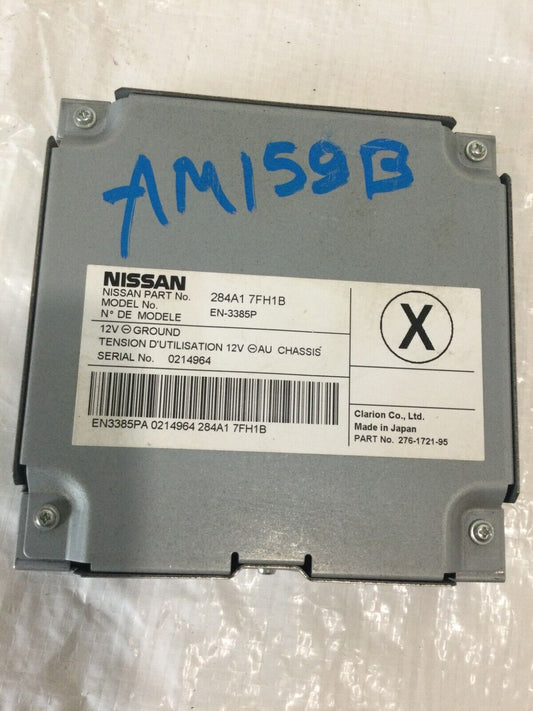 AM159B
NISSAN
NISSAN PART No. 284A1 7FH1B
MODEL No.
N° DE MODELE EN-3385P
12V ⊖ GROUND
TENSION D'UTILISATION 12V ⊖ AU CHASSIS
SERIAL No. 0214964
EN3385PA 0214964 284A1 7FH1B
X
Clarion Co., Ltd.
Made in Japan
PART No. 276-1721-95